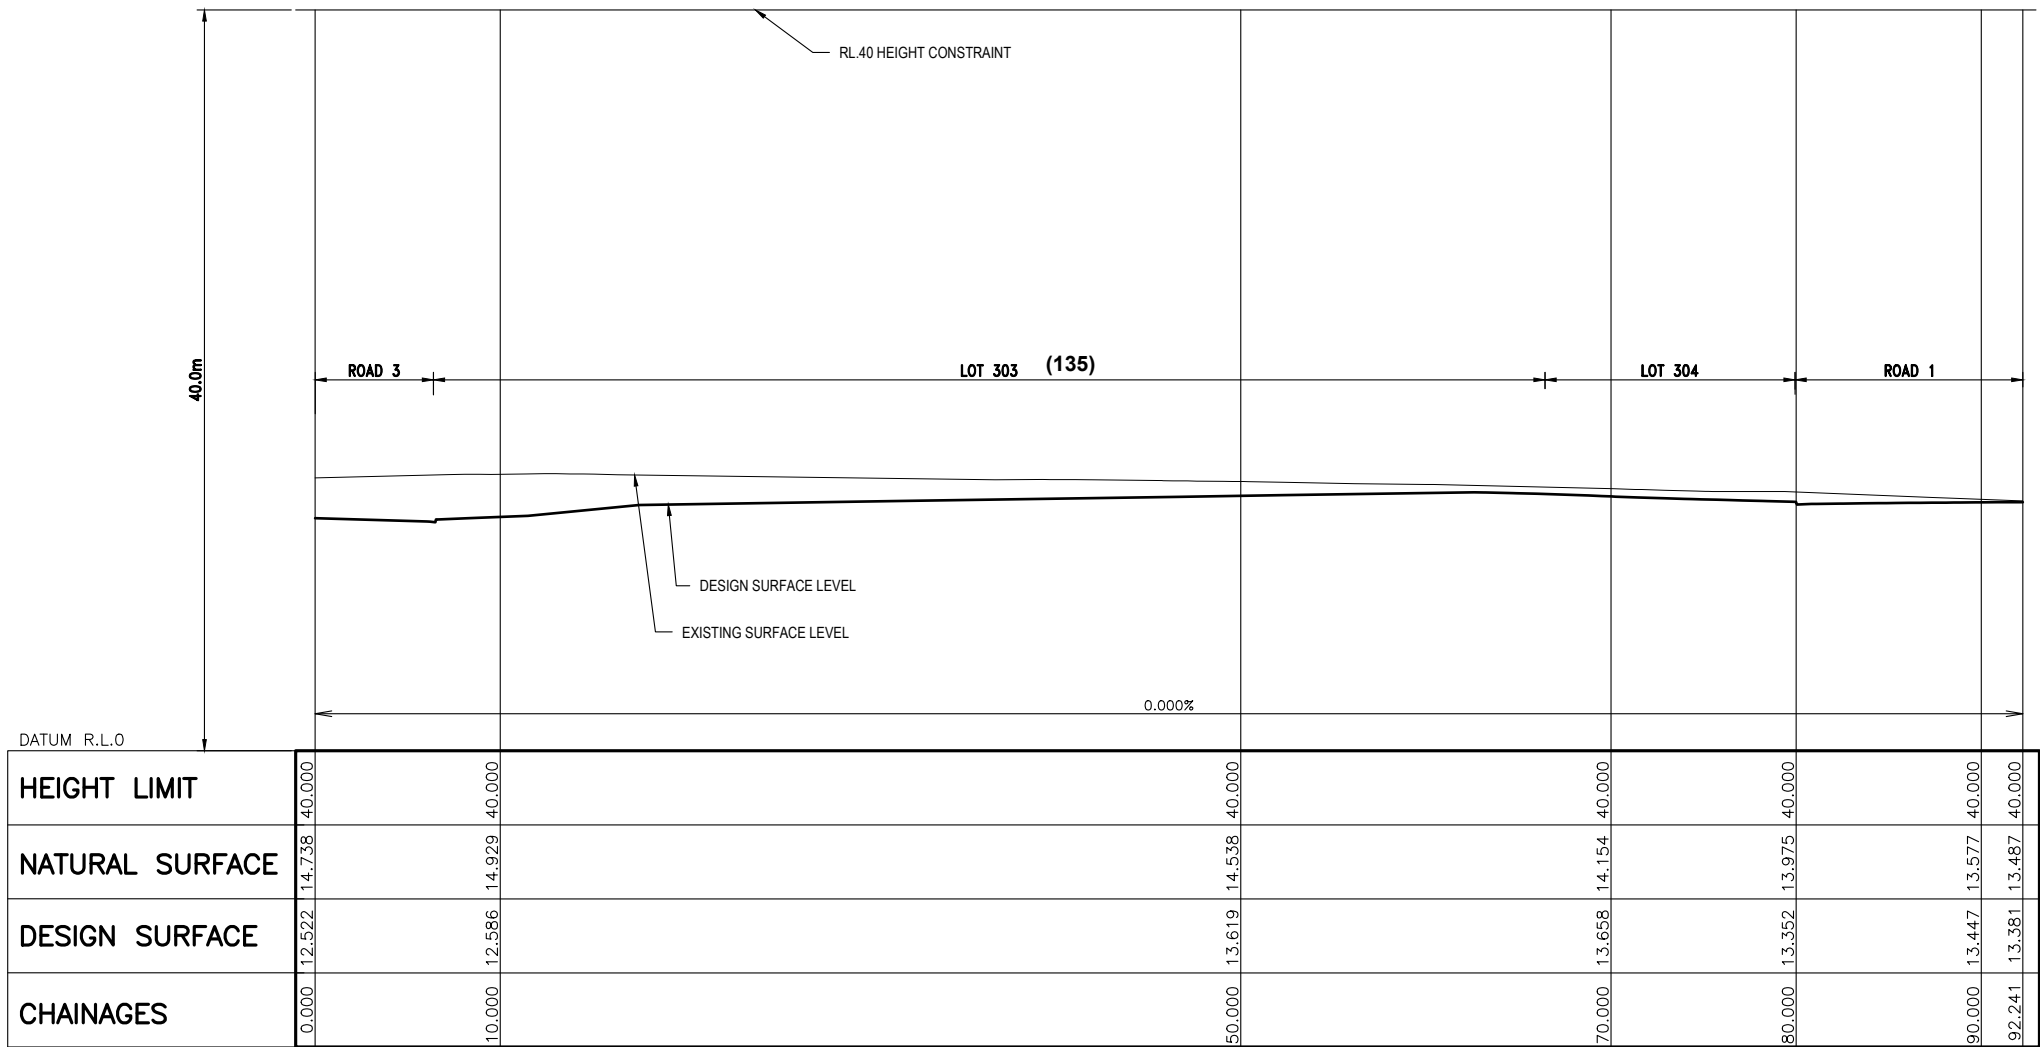 RL.40 HEIGHT CONSTRAINT
40.0m
ROAD 3
LOT 303 (135)
LOT 304
ROAD 1
DESIGN SURFACE LEVEL
EXISTING SURFACE LEVEL
0.000%
DATUM R.L.0
HEIGHT LIMIT 40.000 40.000 40.000 40.000 40.000 40.000 40.000
NATURAL SURFACE 14.738 14.929 14.538 14.154 13.975 13.577 13.487
DESIGN SURFACE 12.522 12.586 13.619 13.658 13.352 13.447 13.381
CHAINAGES 0.000 10.000 50.000 70.000 80.000 90.000 92.241